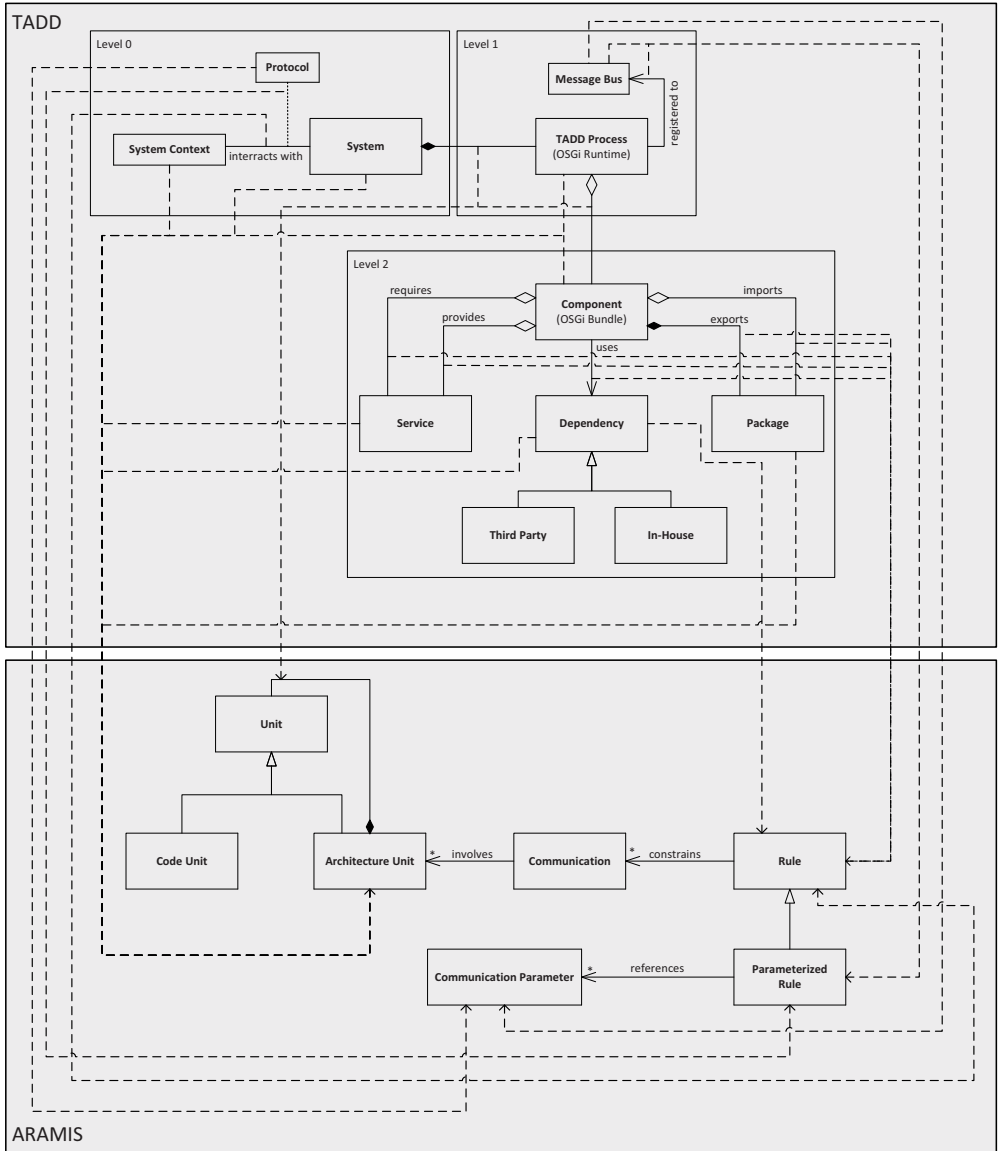 TADD
Level 0
Level 1
Protocol
Message Bus
registered to
System Context
interracts with
System
TADD Process
(OSGi Runtime)
Level 2
requires
provides
Component
(OSGi Bundle)
imports
exports
uses
Service
Dependency
Package
Third Party
In-House
Unit
Code Unit
Architecture Unit
*
involves
Communication
*
constrains
Rule
Communication Parameter
*
references
Parameterized
Rule
ARAMIS